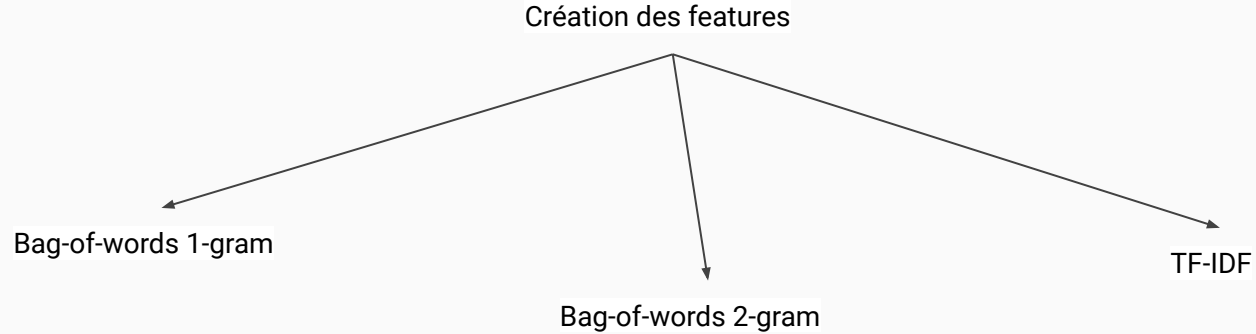 Création des features
Bag-of-words 1-gram
Bag-of-words 2-gram
TF-IDF